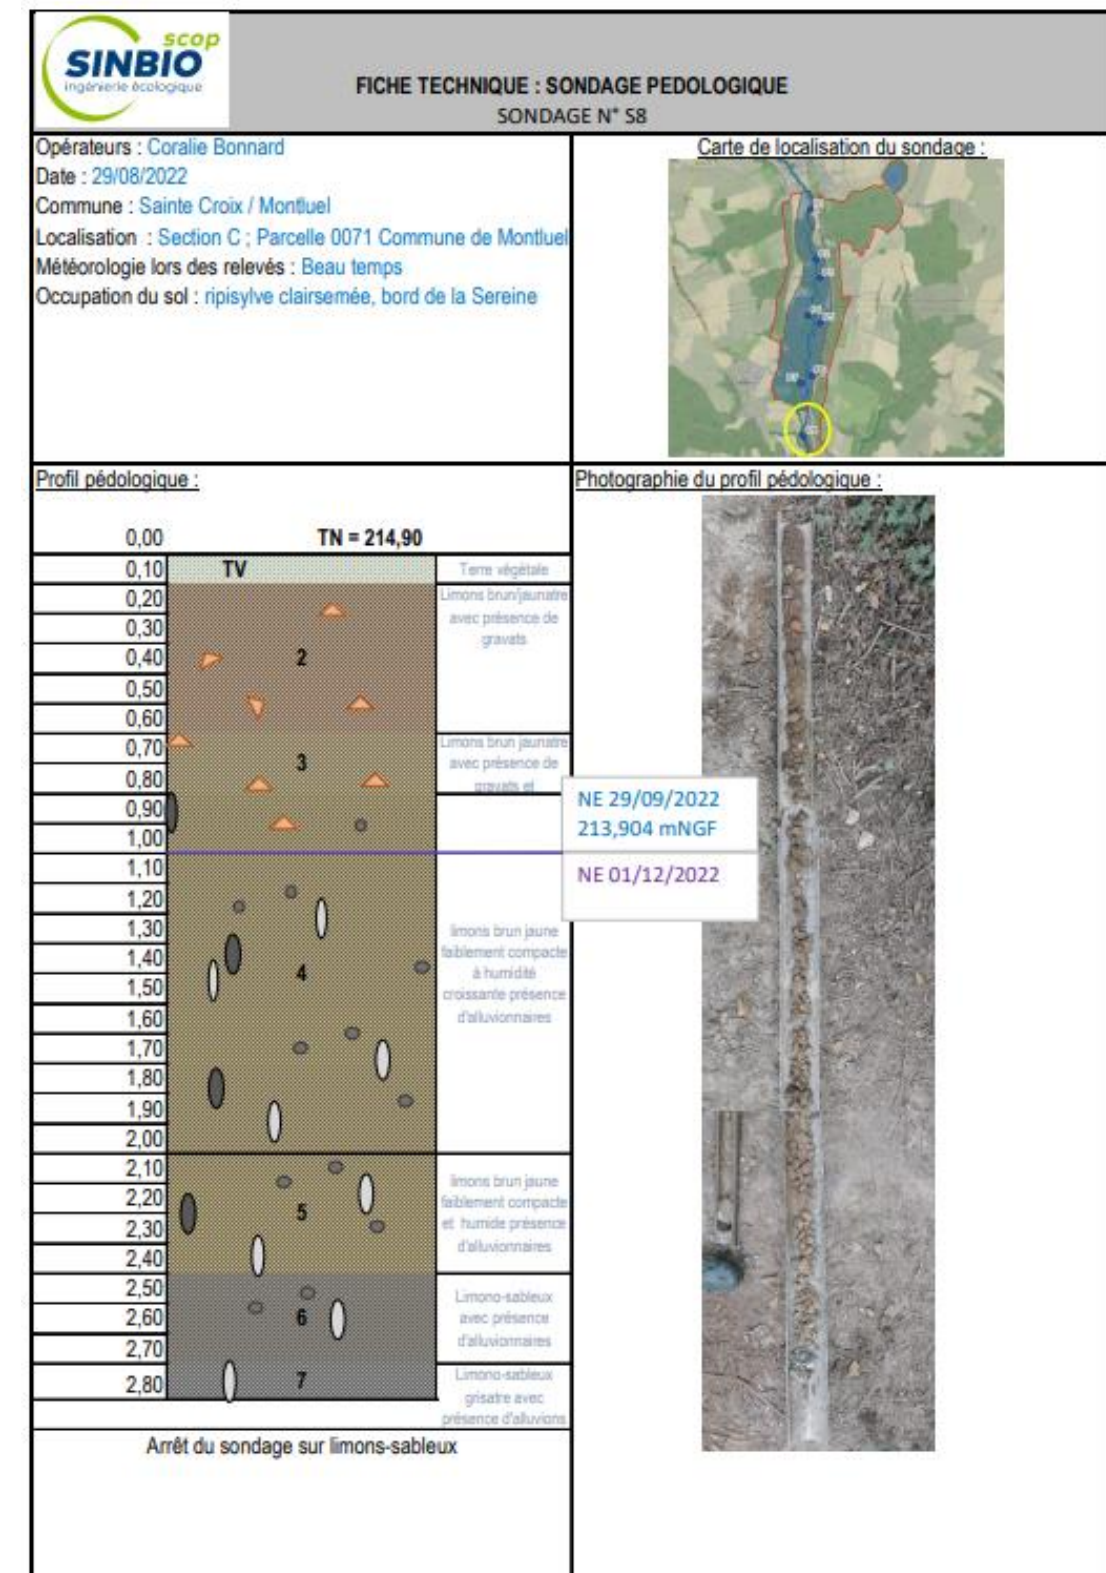 scop
SINBIO
ingénierie écologique
FICHE TECHNIQUE : SONDAGE PEDOLOGIQUE
SONDAGE N° S8
Opérateurs : Coralie Bonnard
Date : 29/08/2022
Commune : Sainte Croix / Montluel
Localisation : Section C ; Parcelle 0071 Commune de Montluel
Météorologie lors des relevés : Beau temps
Occupation du sol : ripisylve clairsemée, bord de la Sereine
Carte de localisation du sondage :
Profil pédologique :
Photographie du profil pédologique :
0,00 TN = 214,90
0,10 TV Terre végétale
0,20 Limons brun/jaunatre
0,30 avec présence de
gravats
0,40 2
0,50
0,60
0,70 Limons brun jaunatre
3 avec présence de
0,80 gravats et
0,90
1,00
NE 29/09/2022
213,904 mNGF
NE 01/12/2022
1,10
1,20
1,30 limons brun jaune
1,40 faiblement compacte
4 à humidité
1,50 croissante présence
d'alluvionnaires
1,60
1,70
1,80
1,90
2,00
2,10 limons brun jaune
2,20 faiblement compacte
5 et humide présence
2,30 d'alluvionnaires
2,40
2,50 Limono-sableux
2,60 6 avec présence
d'alluvionnaires
2,70
2,80 7 Limono-sableux
grisatre avec
présence d'alluvions
Arrêt du sondage sur limons-sableux